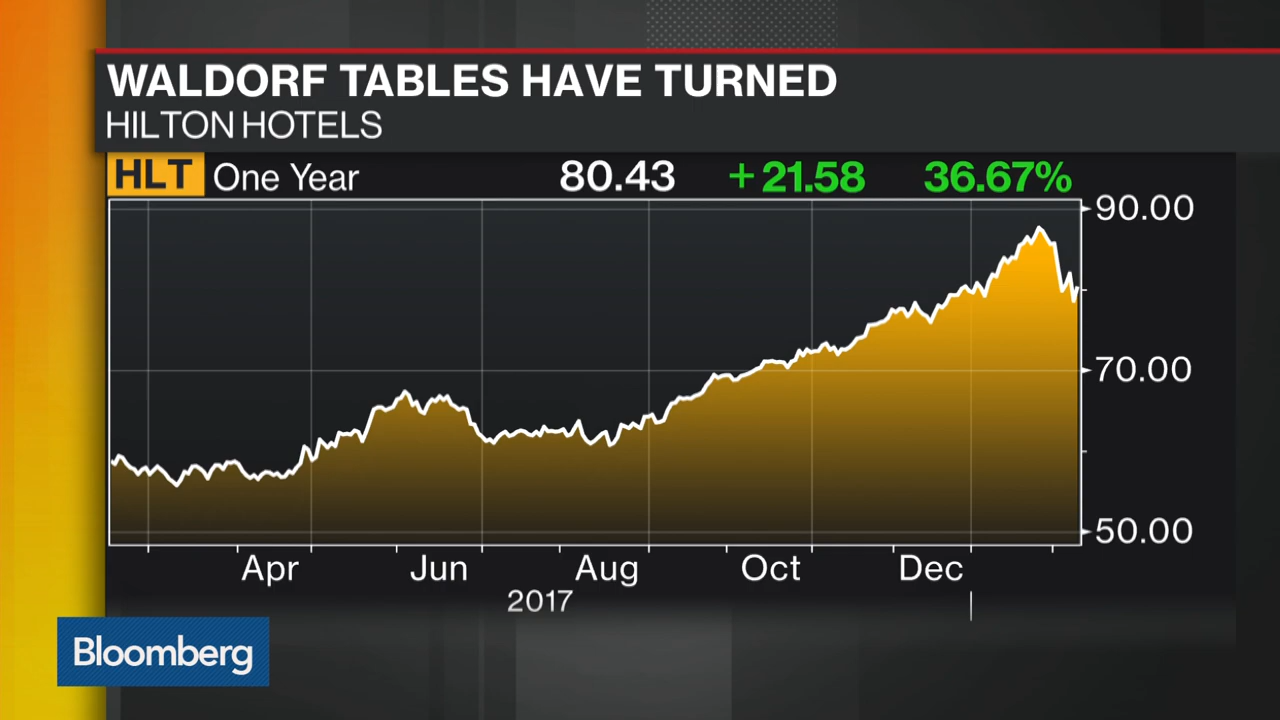 WALDORF TABLES HAVE TURNED
HILTON HOTELS
HLT One Year 80.43 +21.58 36.67%
90.00
70.00
50.00
Apr Jun Aug Oct Dec
2017
Bloomberg